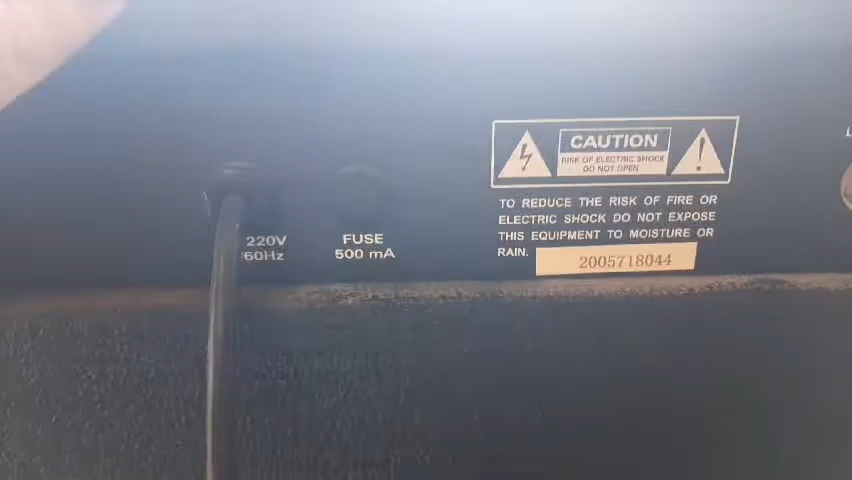 220V
/60Hz
FUSE
500 mA
CAUTION
RISK OF ELECTRIC SHOCK
DO NOT OPEN
TO REDUCE THE RISK OF FIRE OR
ELECTRIC SHOCK DO NOT EXPOSE
THIS EQUIPMENT TO MOISTURE OR
RAIN.
2005718044